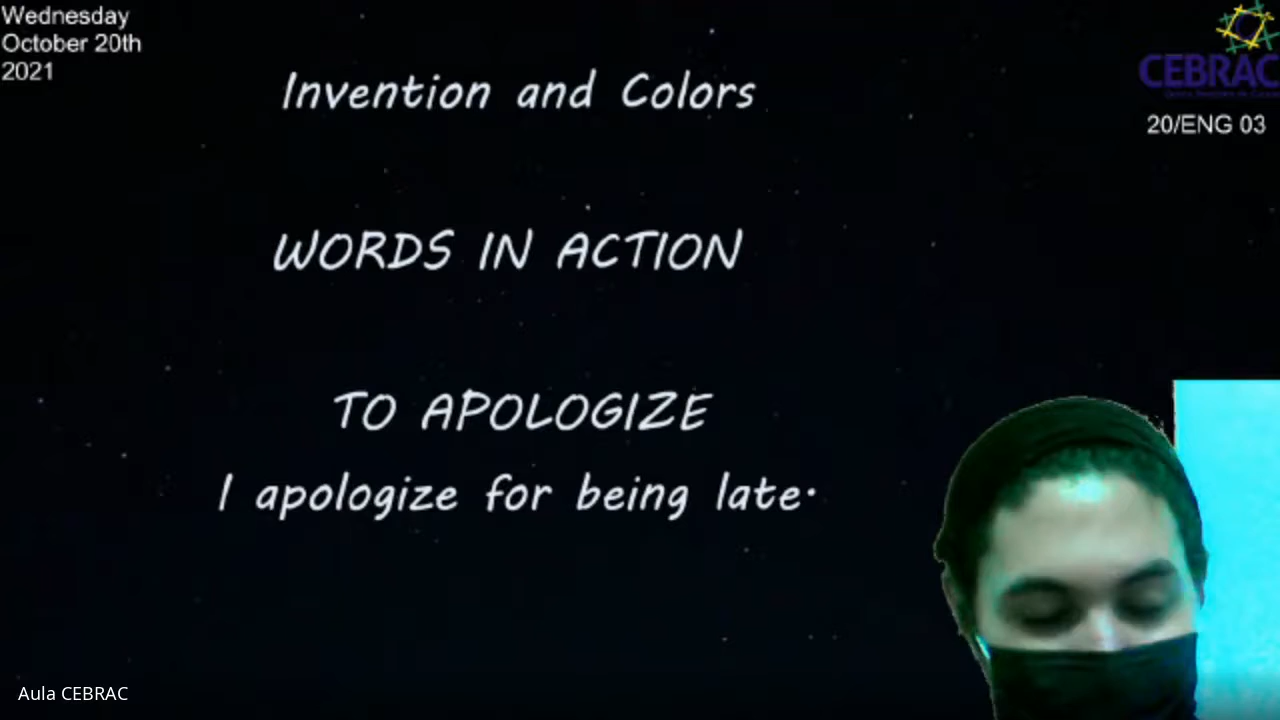 Wednesday
October 20th
2021
CEBRAC
20/ENG 03
Invention and Colors
WORDS IN ACTION
TO APOLOGIZE
I apologize for being late.
Aula CEBRAC